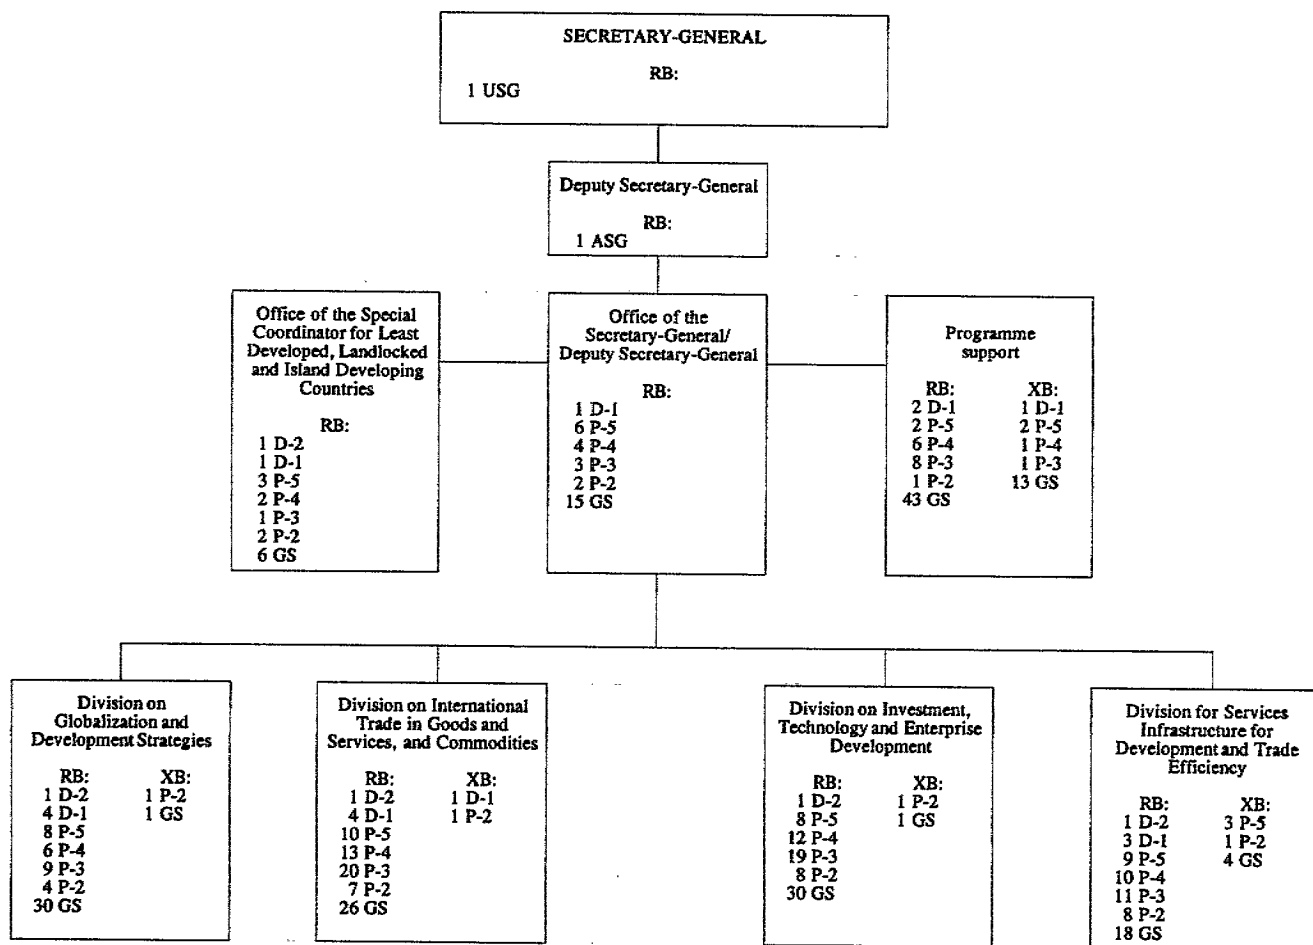 SECRETARY-GENERAL
RB:
1 USG
Deputy Secretary-General
RB:
1 ASG
Office of the Special
Coordinator for Least
Developed, Landlocked
and Island Developing
Countries
RB:
1 D-2
1 D-1
3 P-5
2 P-4
1 P-3
2 P-2
6 GS
Office of the
Secretary-General/
Deputy Secretary-General
RB:
1 D-1
6 P-5
4 P-4
3 P-3
2 P-2
15 GS
Programme
support
RB: XB:
2 D-1 1 D-1
2 P-5 2 P-5
6 P-4 1 P-4
8 P-3 1 P-3
1 P-2 13 GS
43 GS
Division on
Globalization and
Development Strategies
RB: XB:
1 D-2 1 P-2
4 D-1 1 GS
8 P-5
6 P-4
9 P-3
4 P-2
30 GS
Division on International
Trade in Goods and
Services, and Commodities
RB: XB:
1 D-2 1 D-1
4 D-1 1 P-2
10 P-5
13 P-4
20 P-3
7 P-2
26 GS
Division on Investment,
Technology and Enterprise
Development
RB: XB:
1 D-2 1 P-2
8 P-5 1 GS
12 P-4
19 P-3
8 P-2
30 GS
Division for Services
Infrastructure for
Development and Trade
Efficiency
RB: XB:
1 D-2 3 P-5
3 D-1 1 P-2
9 P-5 4 GS
10 P-4
11 P-3
8 P-2
18 GS